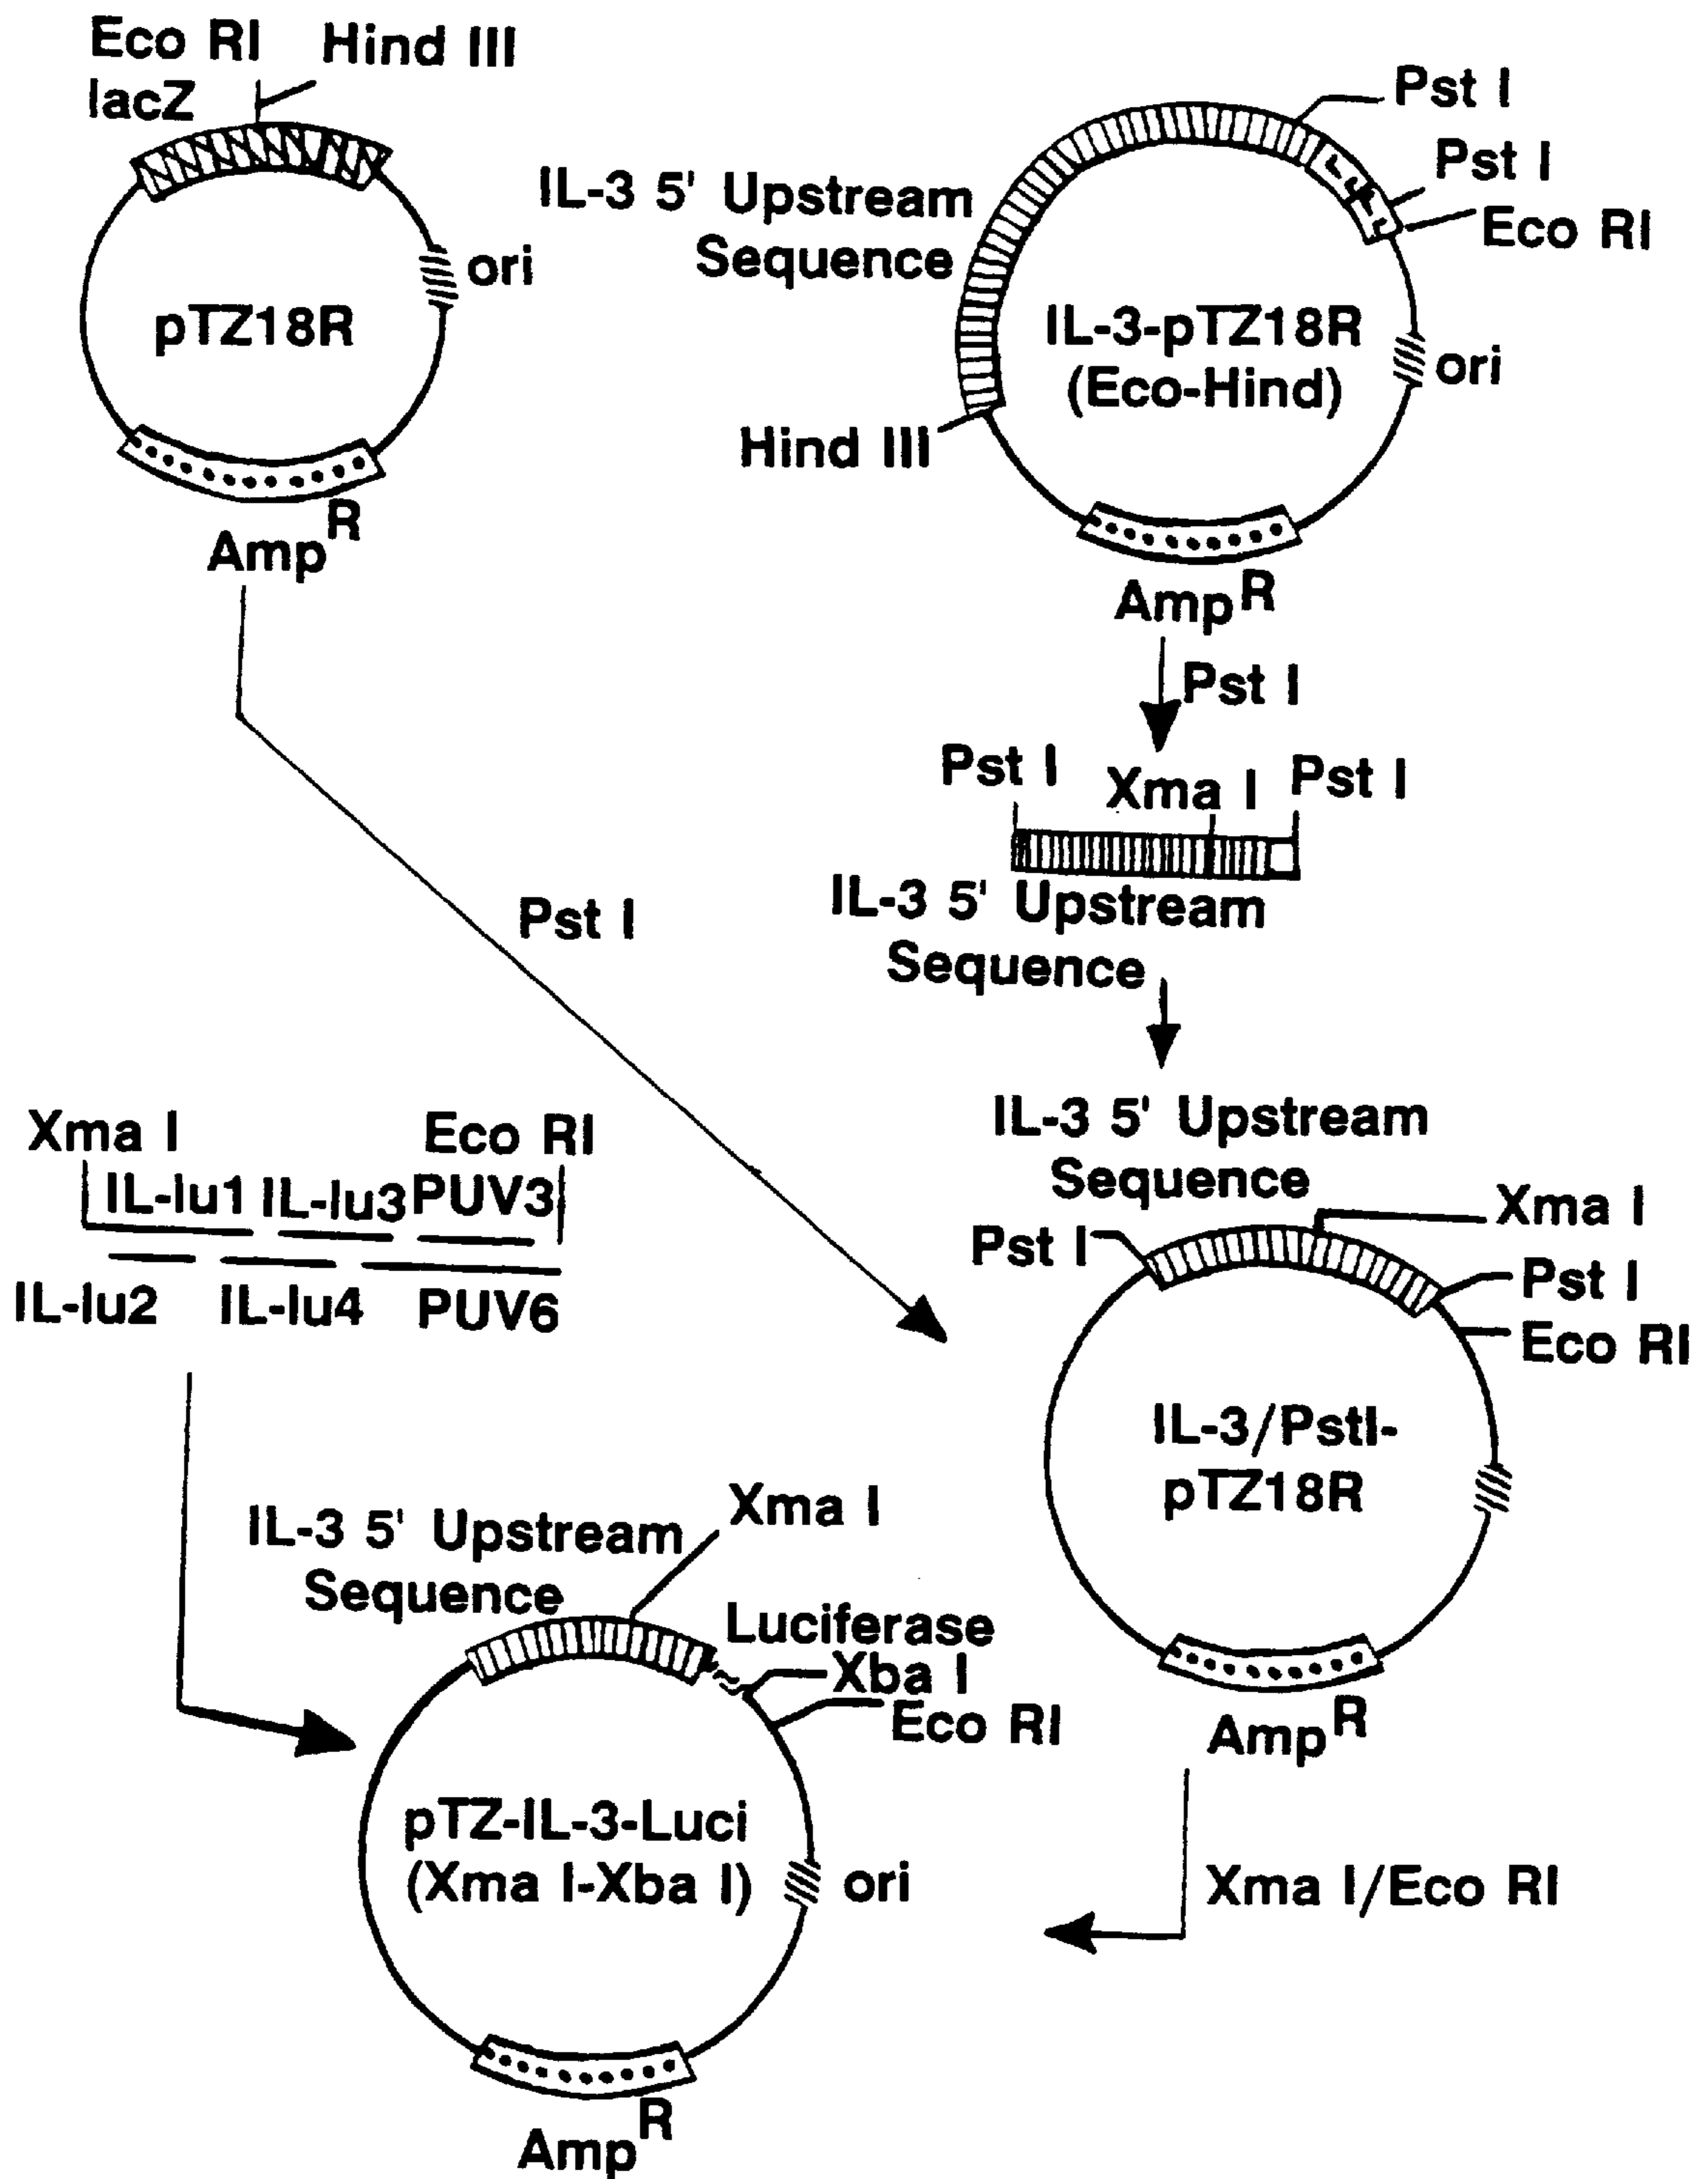 Eco RI
Hind III
lacZ
ori
pTZ18R
Amp^R
Pst I
Pst I
Eco RI
IL-3 5' Upstream
Sequence
IL-3-pTZ18R
(Eco-Hind)
ori
Hind III
Amp^R
Pst I
Pst I
Xma I
Pst I
IL-3 5' Upstream
Sequence
Pst I
Xma I
Eco RI
IL-lu1
IL-lu3
PUV3
IL-lu2
IL-lu4
PUV6
IL-3 5' Upstream
Sequence
Pst I
Xma I
Pst I
Eco RI
IL-3/PstI-
pTZ18R
Amp^R
Xma I/Eco RI
IL-3 5' Upstream
Sequence
Xma I
Luciferase
Xba I
Eco RI
pTZ-IL-3-Luci
(Xma I-Xba I)
ori
Amp^R